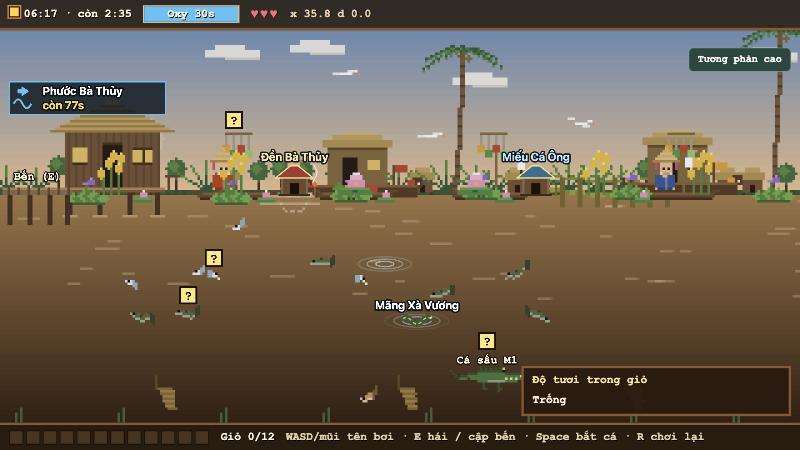 06:17 · còn 2:35
Oxy 30s
♥♥♥ x 35.8 d 0.0
Tương phản cao
Phước Bà Thủy
còn 77s
?
Đền Bà Thủy
Miếu Cá Ông
Bến (E)
?
?
Mãng Xà Vương
?
Cá sấu M1
Độ tươi trong giỏ
Trống
Giỏ 0/12 WASD/mũi tên bơi · E hái / cập bến · Space bắt cá · R chơi lại